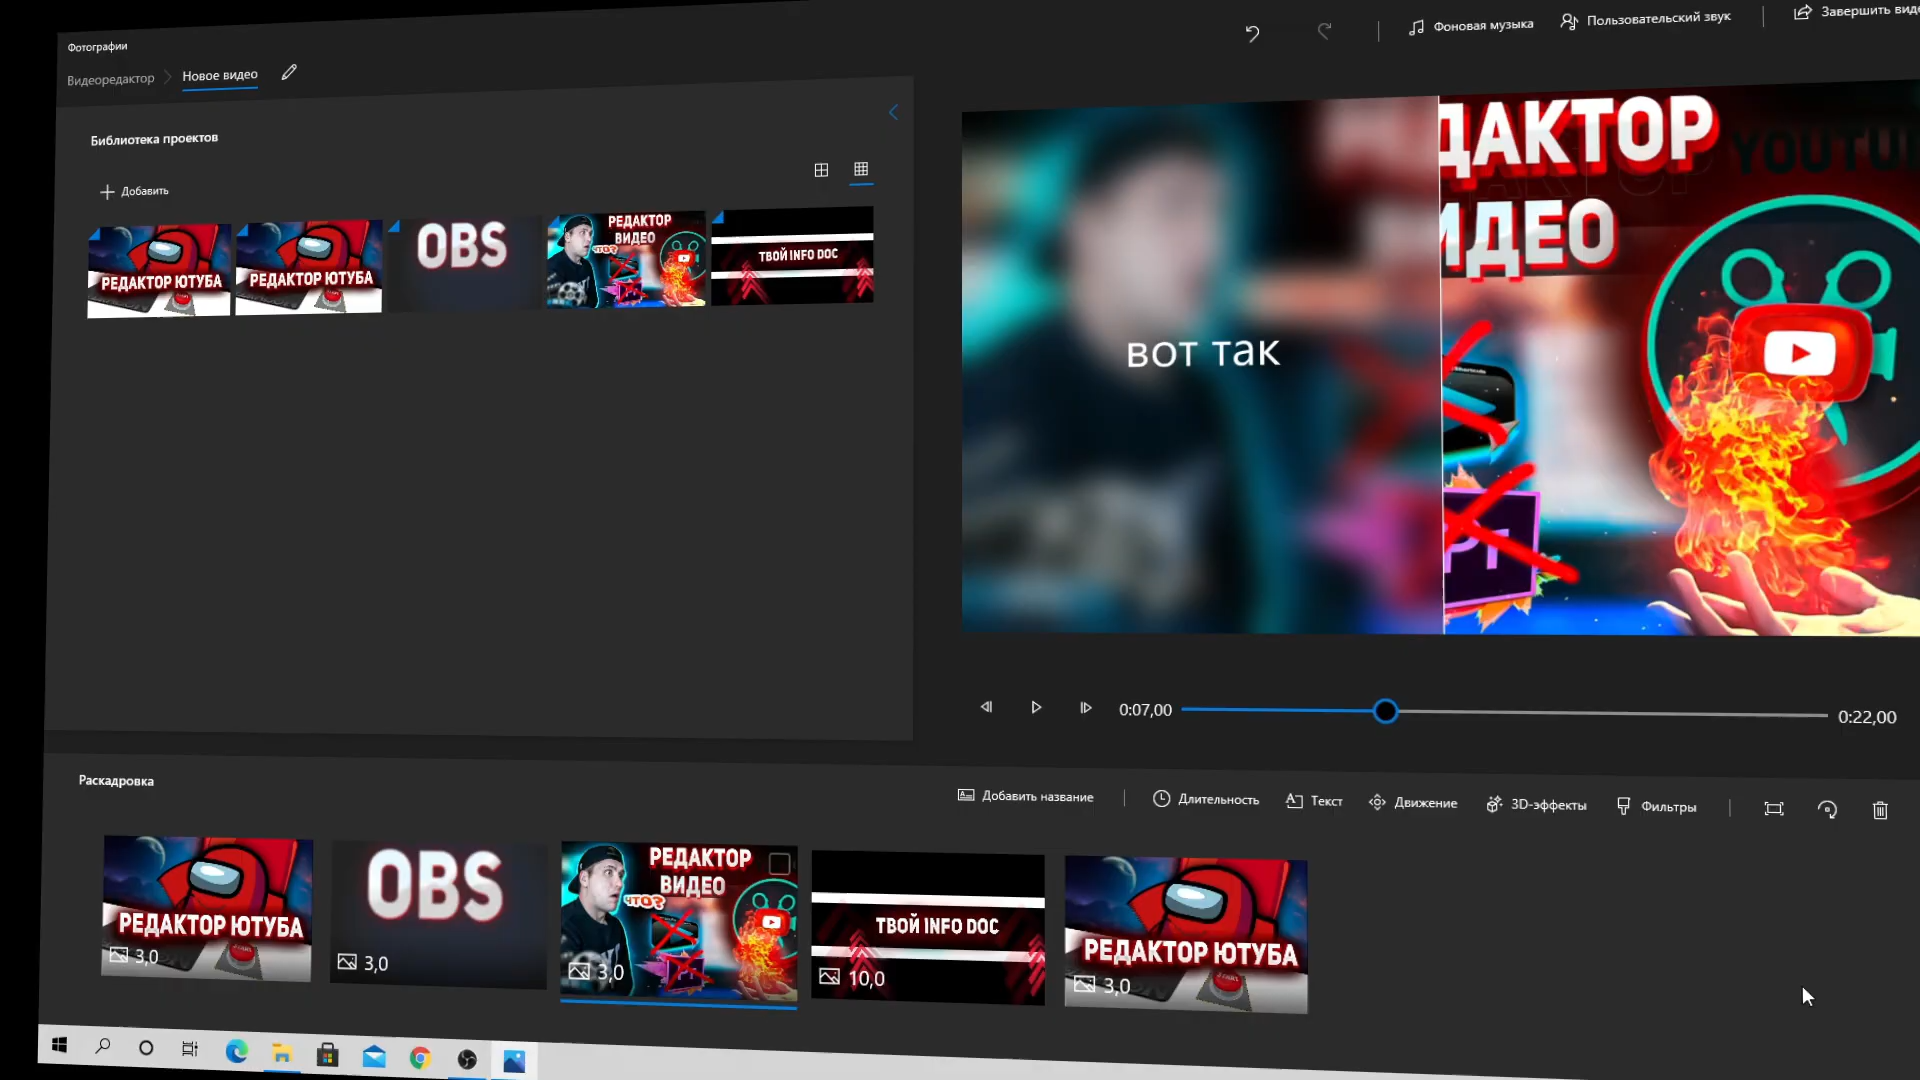 Фотографии
Видеоредактор
Новое видео
Фоновая музыка
Пользовательский звук
Завершить
Библиотека проектов
Добавить
РЕДАКТОР ЮТУБА
РЕДАКТОР ЮТУБА
OBS
РЕДАКТОР
ВИДЕО
ЧТО?
ТВОЙ INFO DOC
ДАКТОР
ИДЕО
вот так
Pr
0:07,00
0:22,00
Раскадровка
Добавить название
Длительность
Текст
Движение
3D-эффекты
Фильтры
РЕДАКТОР ЮТУБА
3,0
OBS
3,0
РЕДАКТОР
ВИДЕО
ЧТО?
3,0
ТВОЙ INFO DOC
10,0
РЕДАКТОР ЮТУБА
3,0